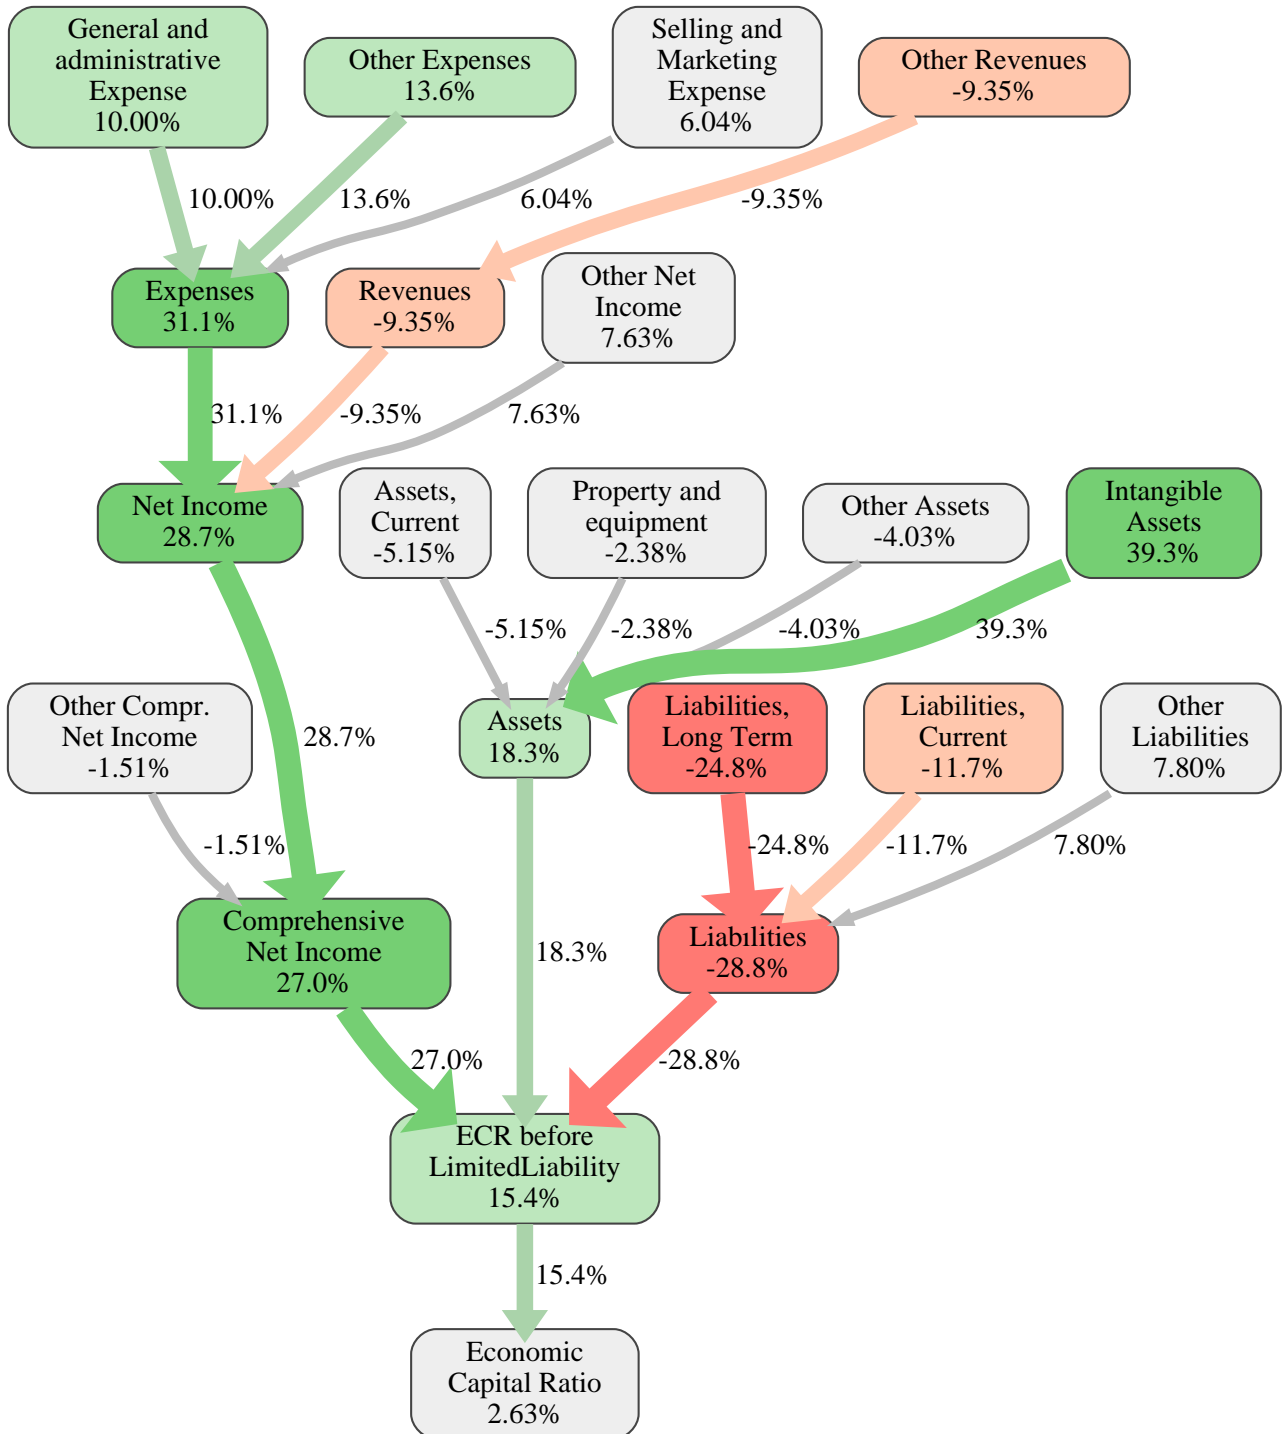 General and
administrative
Expense
10.00%
Other Expenses
13.6%
Selling and
Marketing
Expense
6.04%
Other Revenues
-9.35%
10.00%
13.6%
6.04%
-9.35%
Expenses
31.1%
Revenues
-9.35%
Other Net
Income
7.63%
31.1%
-9.35%
7.63%
Net Income
28.7%
Assets,
Current
-5.15%
Property and
equipment
-2.38%
Other Assets
-4.03%
Intangible
Assets
39.3%
-5.15%
-2.38%
-4.03%
39.3%
Other Compr.
Net Income
-1.51%
28.7%
Assets
18.3%
Liabilities,
Long Term
-24.8%
Liabilities,
Current
-11.7%
Other
Liabilities
7.80%
-1.51%
-24.8%
-11.7%
7.80%
Comprehensive
Net Income
27.0%
18.3%
Liabilities
-28.8%
27.0%
-28.8%
ECR before
LimitedLiability
15.4%
15.4%
Economic
Capital Ratio
2.63%